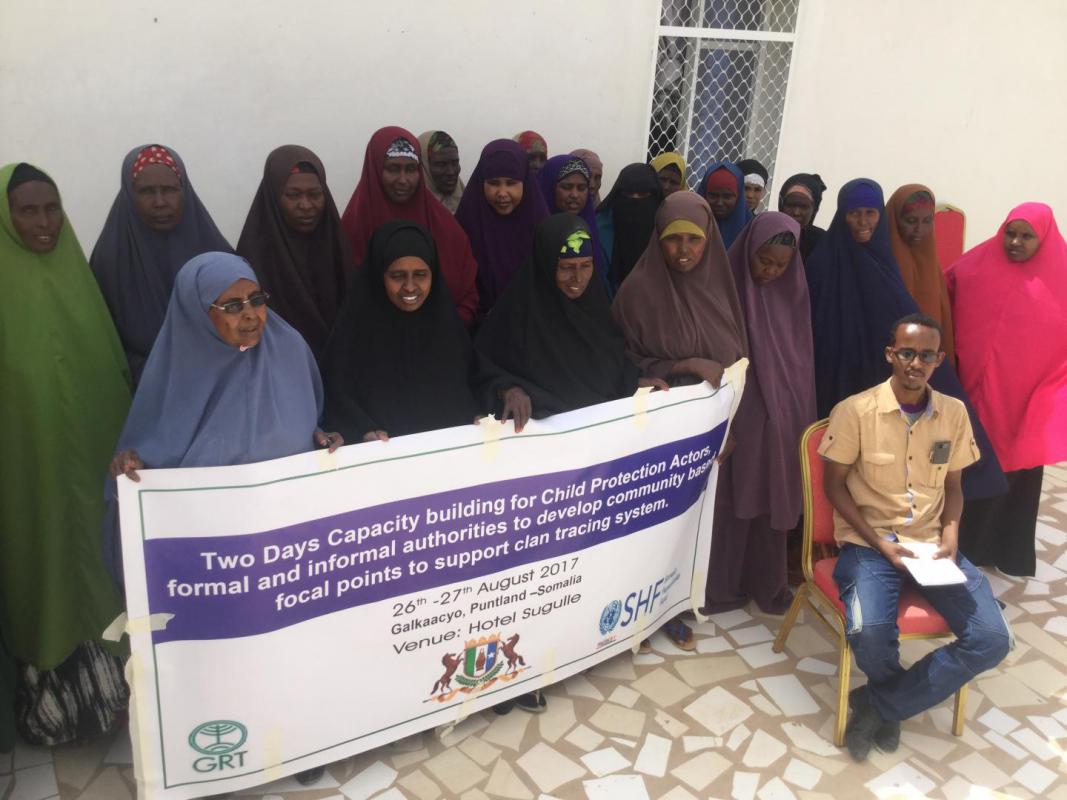 Two Days Capacity building for Child Protection Actors,
formal and informal authorities to develop community based
focal points to support clan tracing system.
26th -27th August 2017
Galkaacyo, Puntland –Somalia
Venue: Hotel Sugulle
SHF
GRT